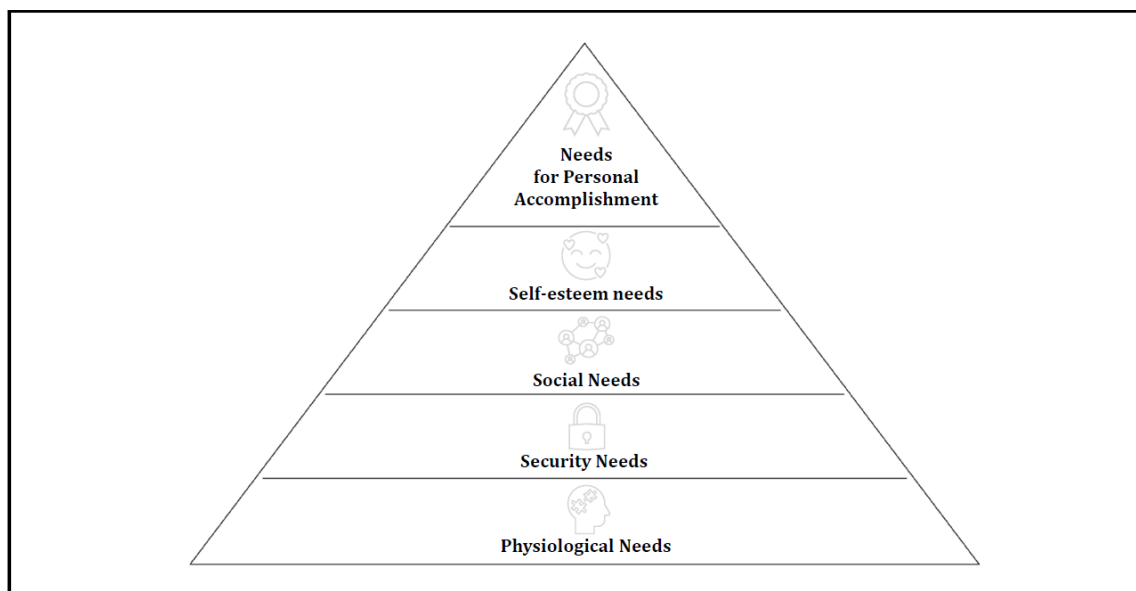 Needs
for Personal
Accomplishment
Self-esteem needs
Social Needs
Security Needs
Physiological Needs